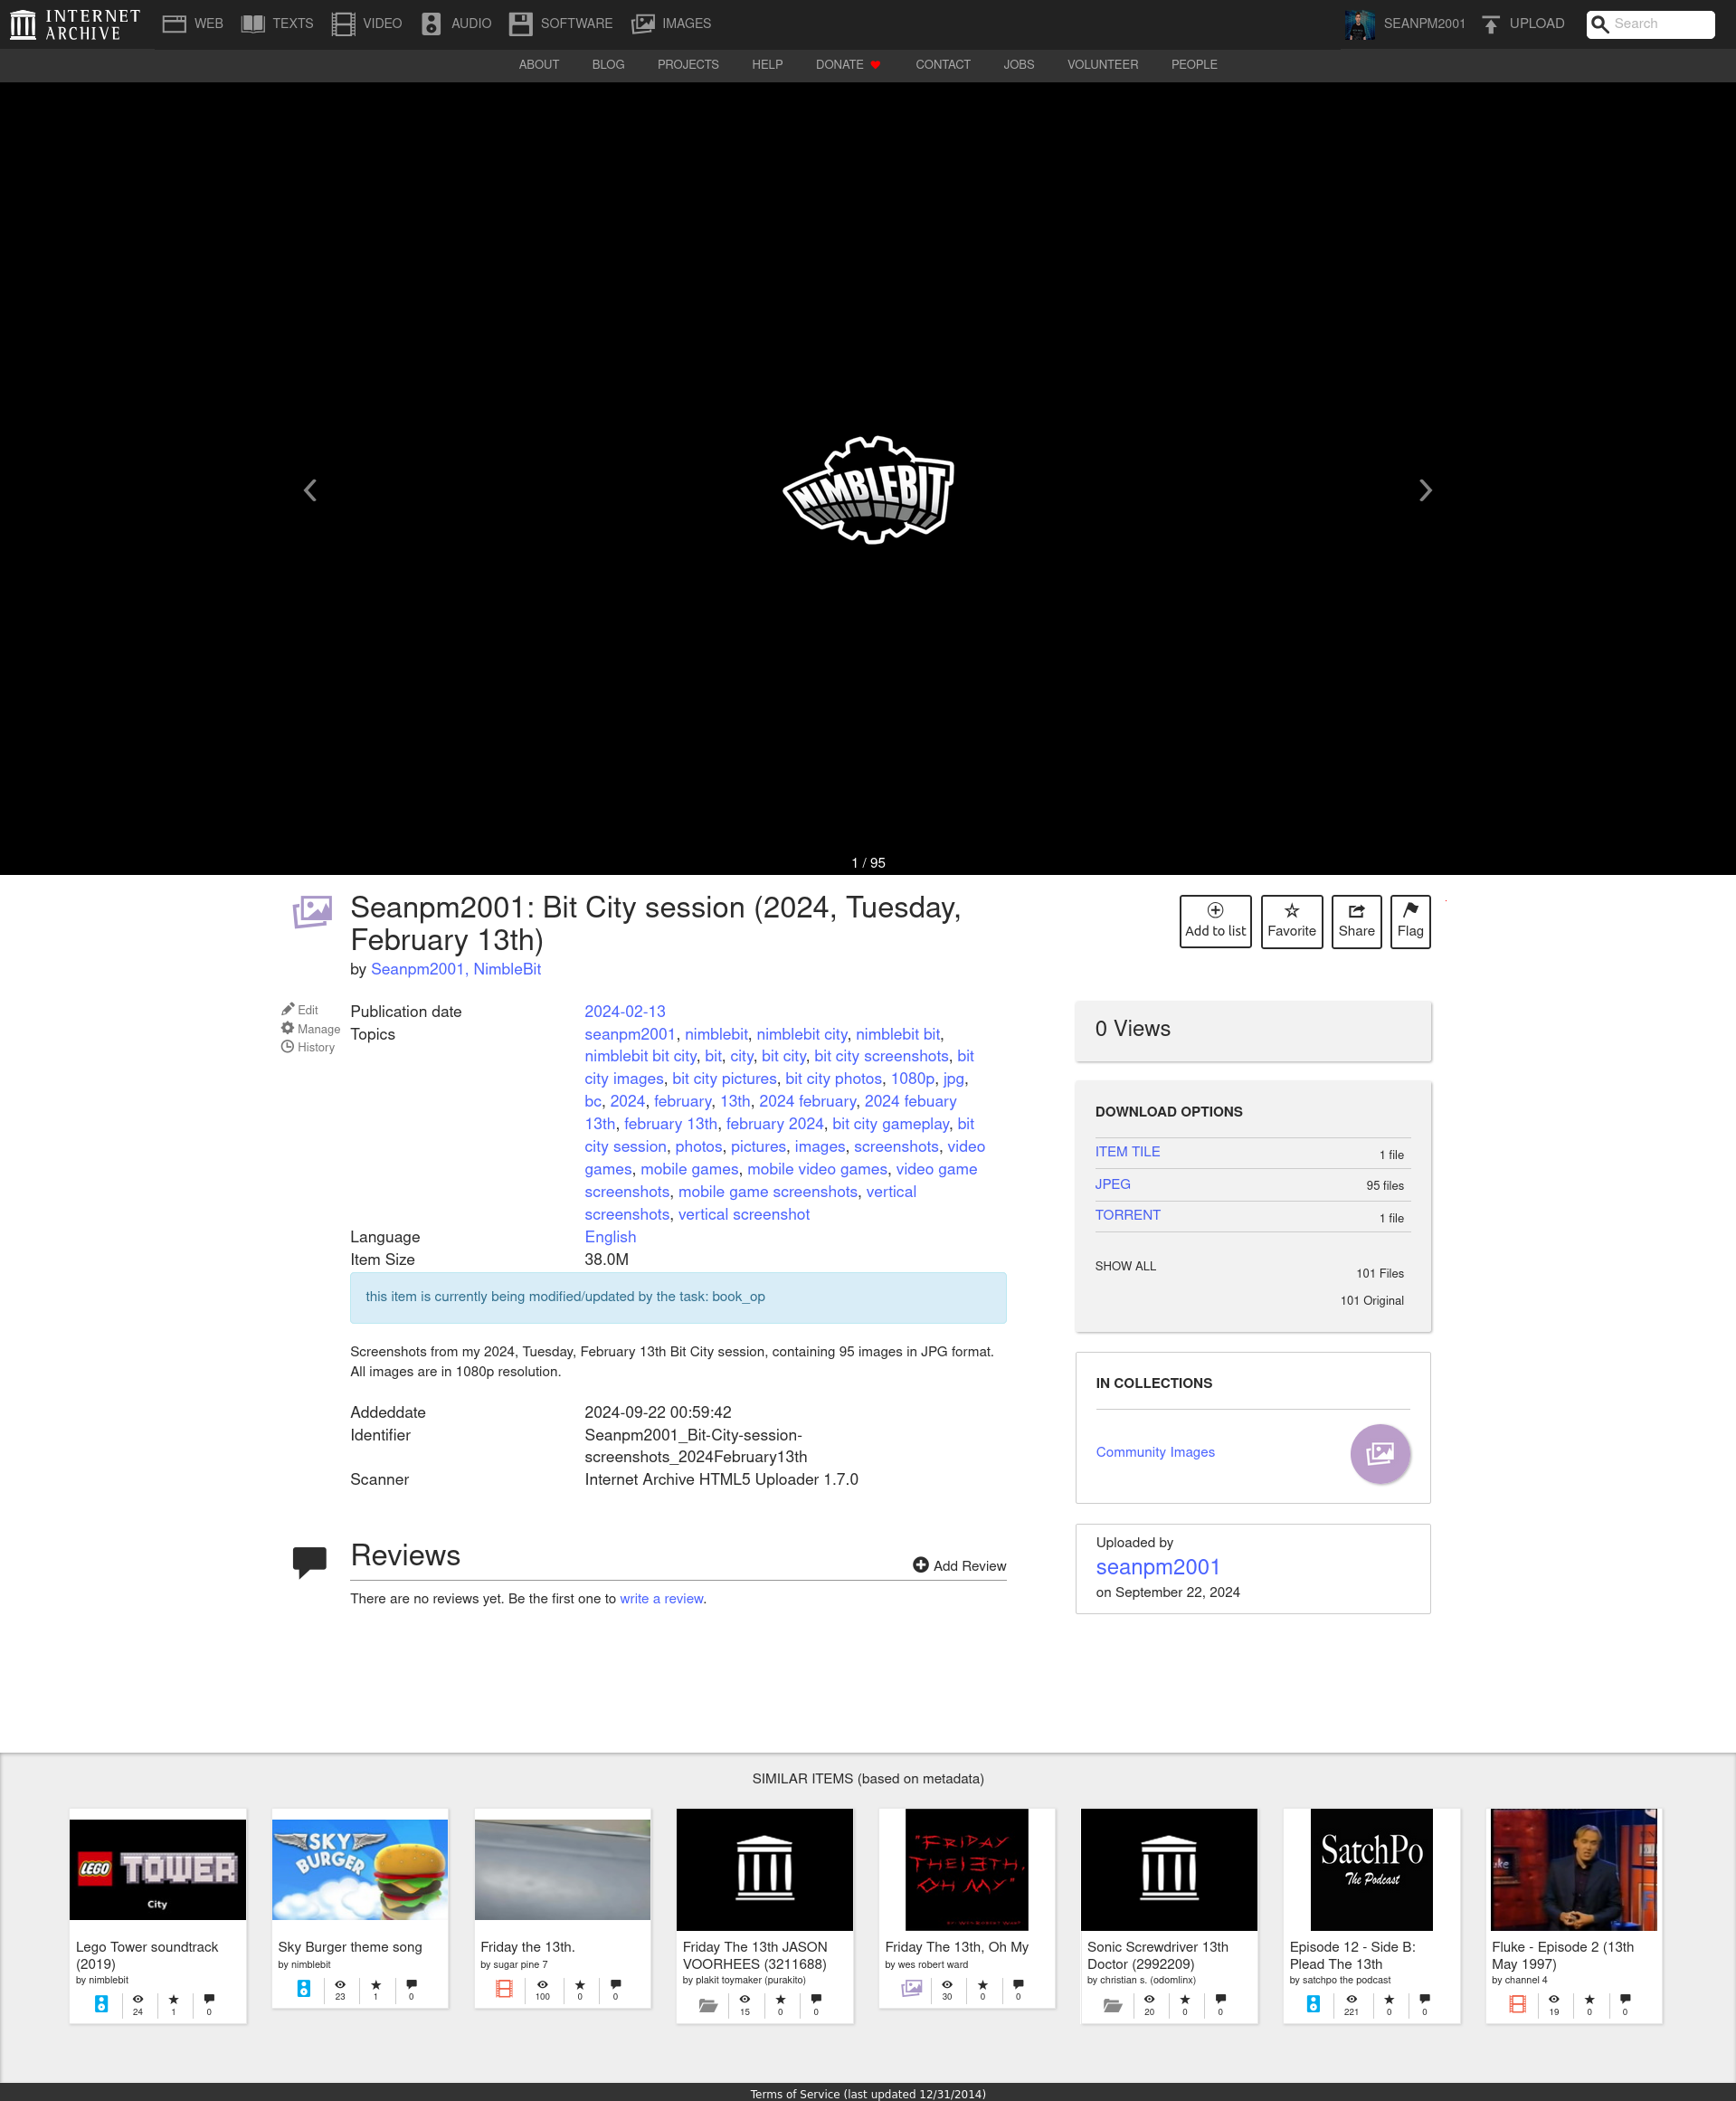 INTERNET ARCHIVE
WEB
TEXTS
VIDEO
AUDIO
SOFTWARE
IMAGES
SEANPM2001
UPLOAD
Search
ABOUT
BLOG
PROJECTS
HELP
DONATE
CONTACT
JOBS
VOLUNTEER
PEOPLE
NIMBLEBIT
1 / 95
Seanpm2001: Bit City session (2024, Tuesday,
February 13th)
by Seanpm2001, NimbleBit
Add to list
Favorite
Share
Flag
Edit
Manage
History
Publication date 2024-02-13
Topics seanpm2001, nimblebit, nimblebit city, nimblebit bit,
nimblebit bit city, bit, city, bit city, bit city screenshots, bit
city images, bit city pictures, bit city photos, 1080p, jpg,
bc, 2024, february, 13th, 2024 february, 2024 febuary
13th, february 13th, february 2024, bit city gameplay, bit
city session, photos, pictures, images, screenshots, video
games, mobile games, mobile video games, video game
screenshots, mobile game screenshots, vertical
screenshots, vertical screenshot
Language English
Item Size 38.0M
this item is currently being modified/updated by the task: book_op
Screenshots from my 2024, Tuesday, February 13th Bit City session, containing 95 images in JPG format.
All images are in 1080p resolution.
Addeddate 2024-09-22 00:59:42
Identifier Seanpm2001_Bit-City-session-
screenshots_2024February13th
Scanner Internet Archive HTML5 Uploader 1.7.0
Reviews
Add Review
There are no reviews yet. Be the first one to write a review.
0 Views
DOWNLOAD OPTIONS
ITEM TILE 1 file
JPEG 95 files
TORRENT 1 file
SHOW ALL 101 Files
101 Original
IN COLLECTIONS
Community Images
Uploaded by
seanpm2001
on September 22, 2024
SIMILAR ITEMS (based on metadata)
LEGO TOWER
City
Lego Tower soundtrack
(2019)
by nimblebit
24 1 0
SKY BURGER
Sky Burger theme song
by nimblebit
23 1 0
Friday the 13th.
by sugar pine 7
100 0 0
Friday The 13th JASON
VOORHEES (3211688)
by plakit toymaker (purakito)
15 0 0
"FRIDAY
THE13TH,
OH MY"
Friday The 13th, Oh My
by wes robert ward
30 0 0
Sonic Screwdriver 13th
Doctor (2992209)
by christian s. (odomlinx)
20 0 0
SatchPo
The Podcast
Episode 12 - Side B:
Plead The 13th
by satchpo the podcast
221 0 0
Fluke - Episode 2 (13th
May 1997)
by channel 4
19 0 0
Terms of Service (last updated 12/31/2014)